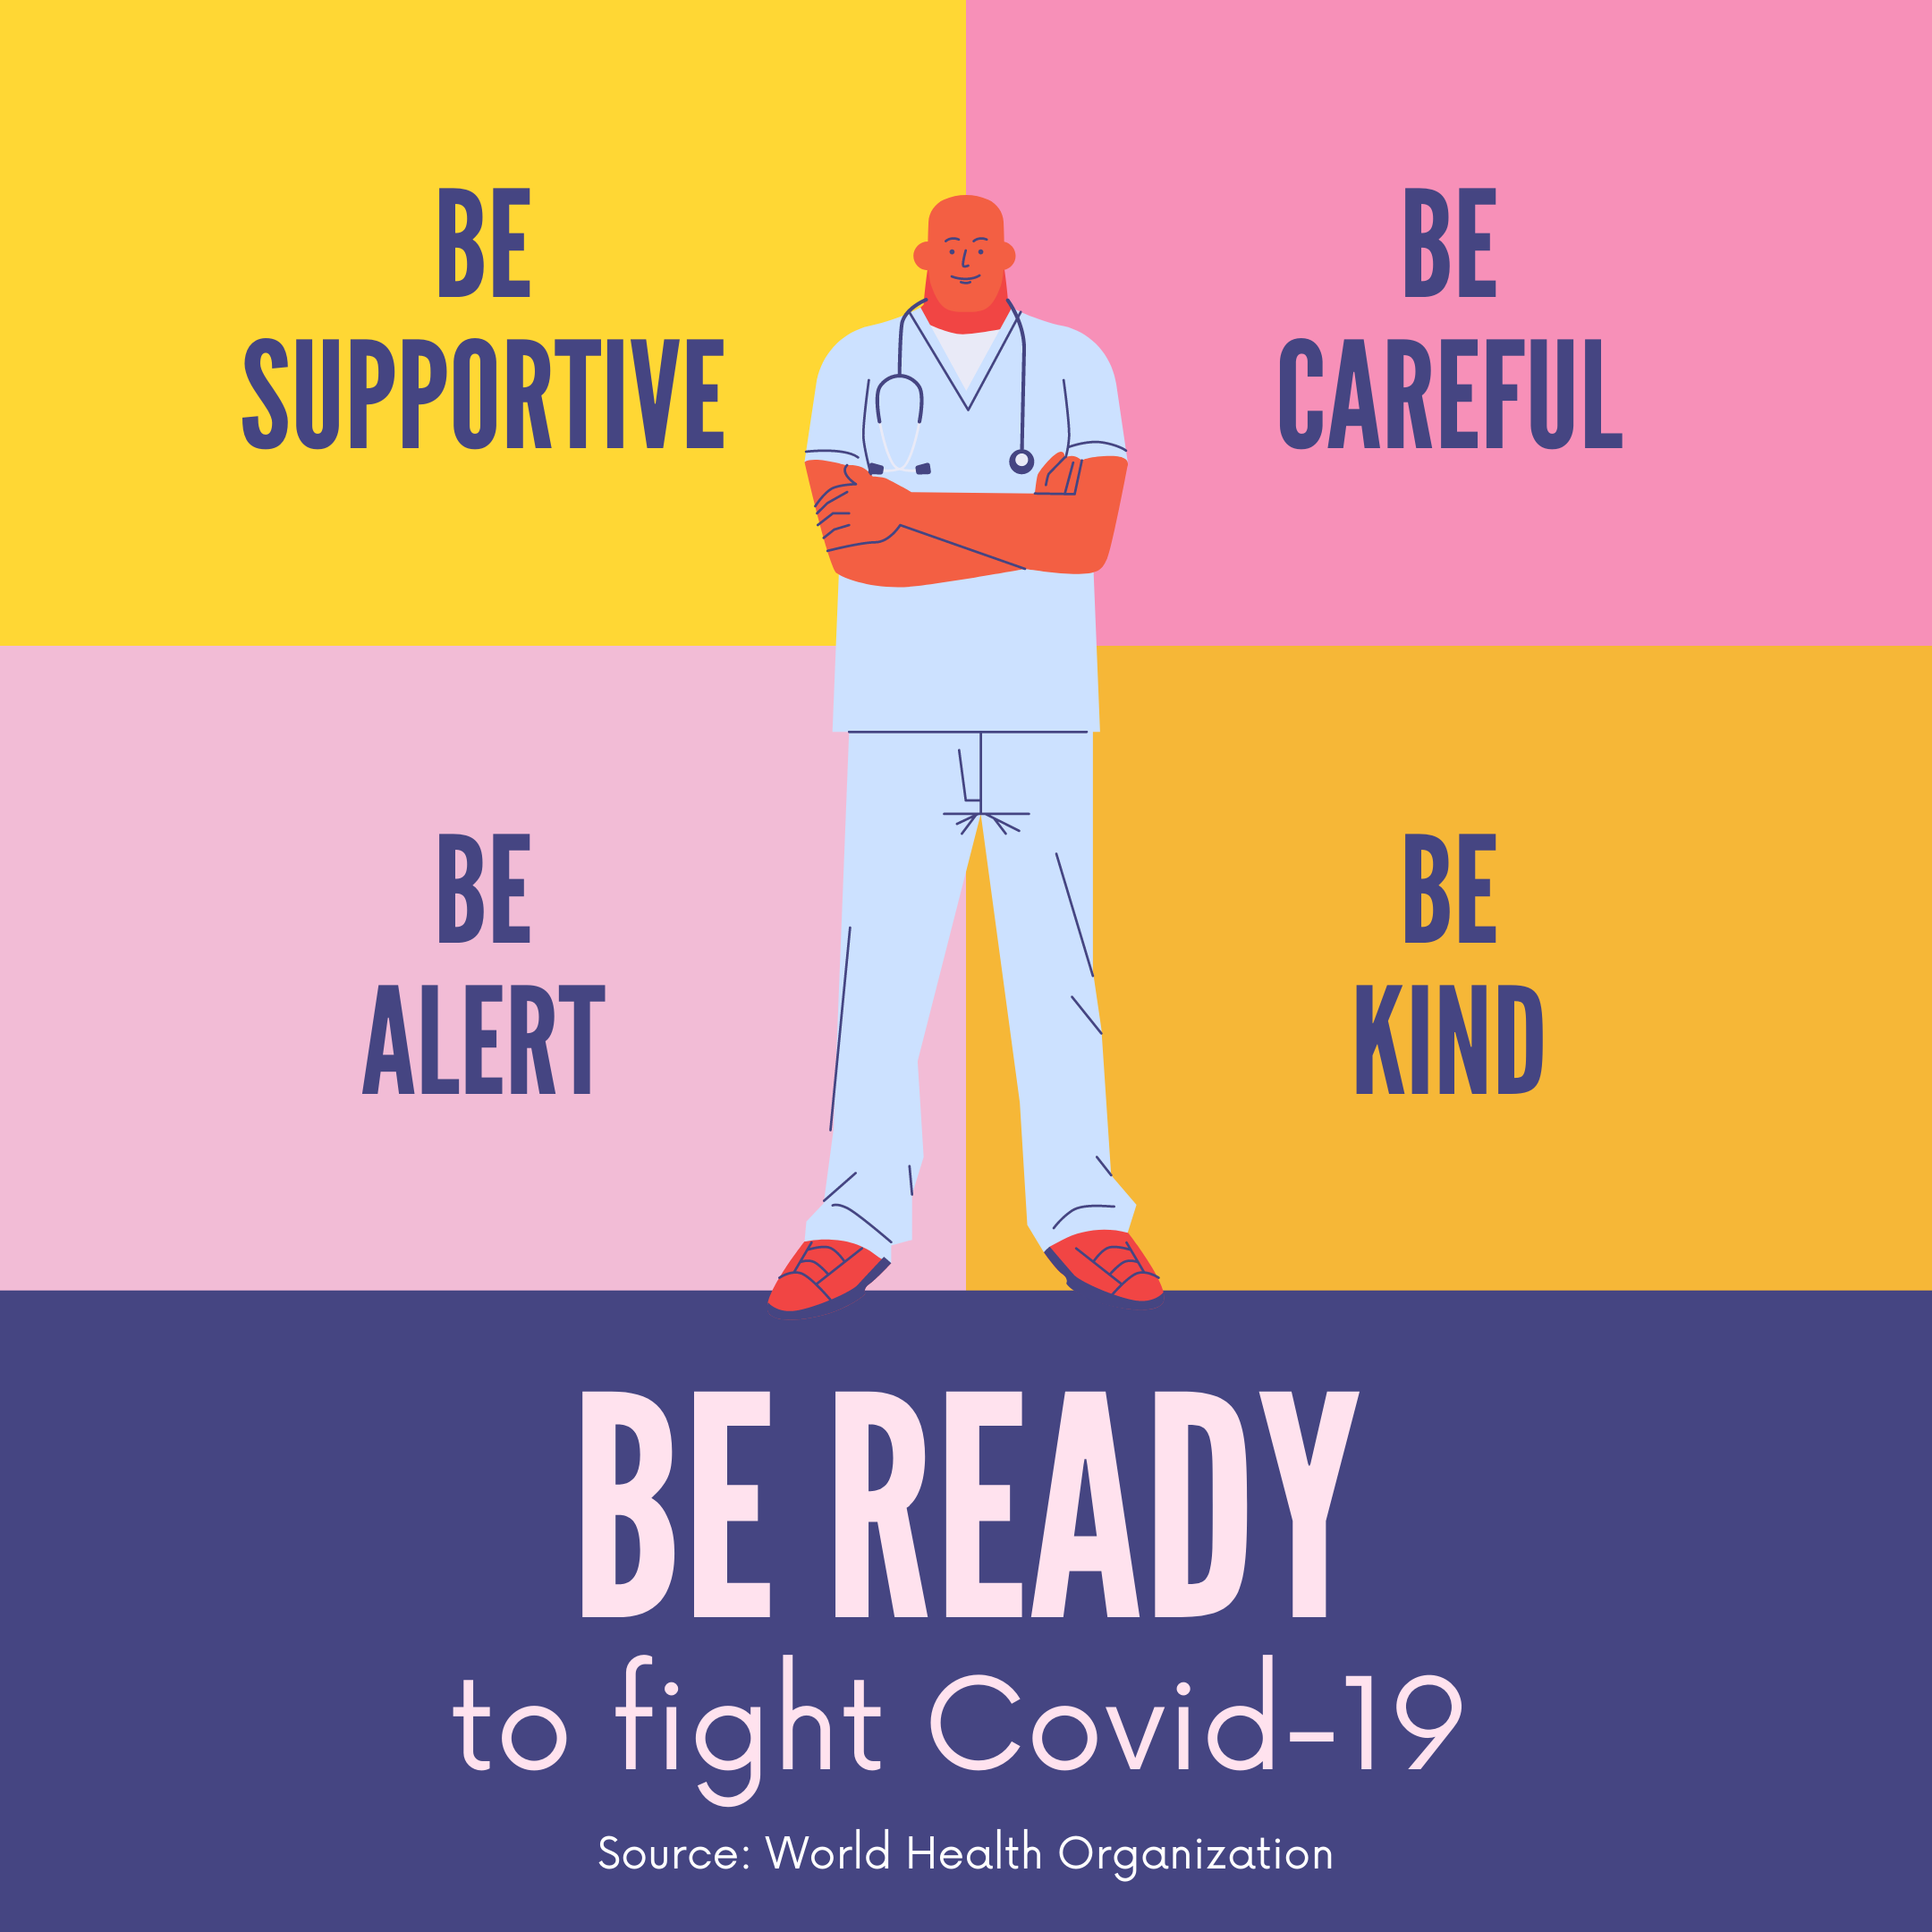 BE
SUPPORTIVE
BE
CAREFUL
BE
ALERT
BE
KIND
BE READY
to fight Covid-19
Source: World Health Organization